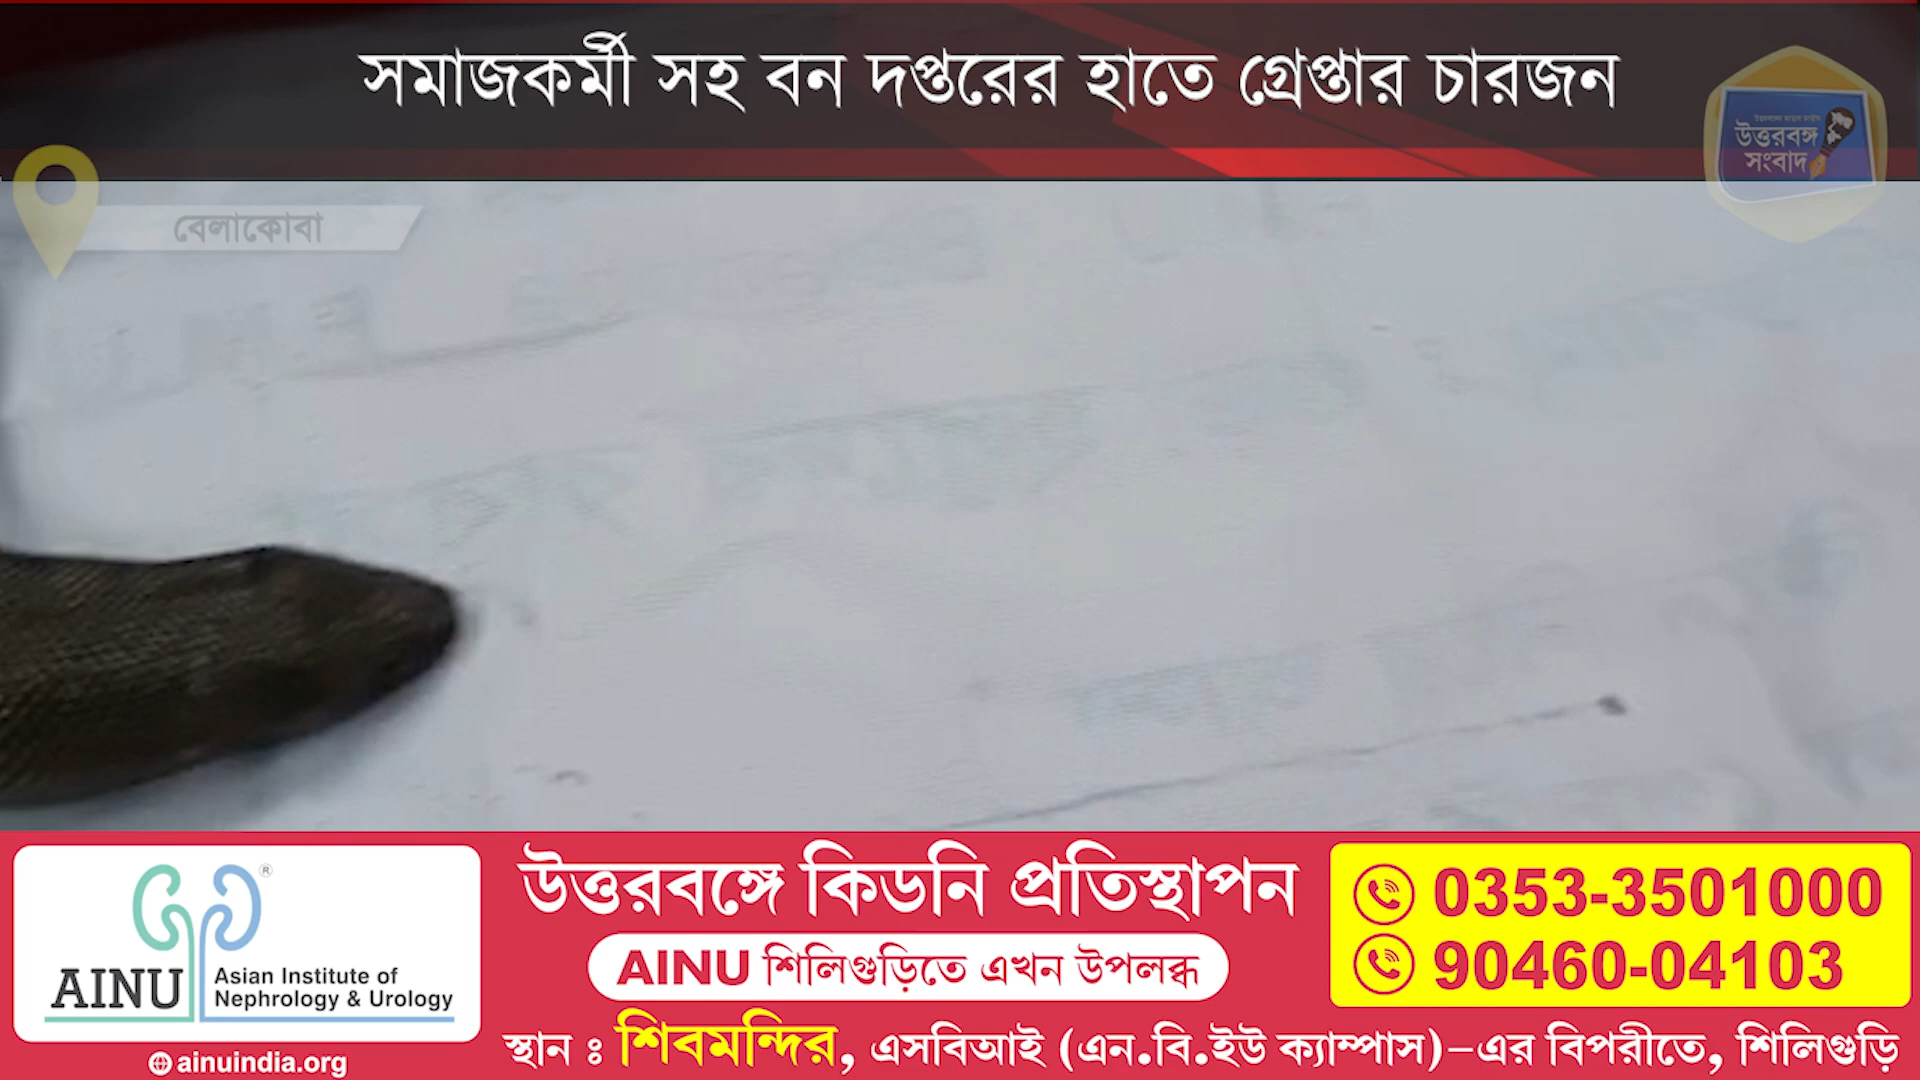 সমাজকর্মী সহ বন দপ্তরের হাতে গ্রেপ্তার চারজন
উত্তরবঙ্গ
সংবাদ
বেলাকোবা
উত্তরবঙ্গে কিডনি প্রতিস্থাপন
AINU শিলিগুড়িতে এখন উপলব্ধ
0353-3501000
90460-04103
AINU
Asian Institute of
Nephrology & Urology
®
ainuindia.org
স্থান ঃ শিবমন্দির, এসবিআই (এন.বি.ইউ ক্যাম্পাস)-এর বিপরীতে, শিলিগুড়ি